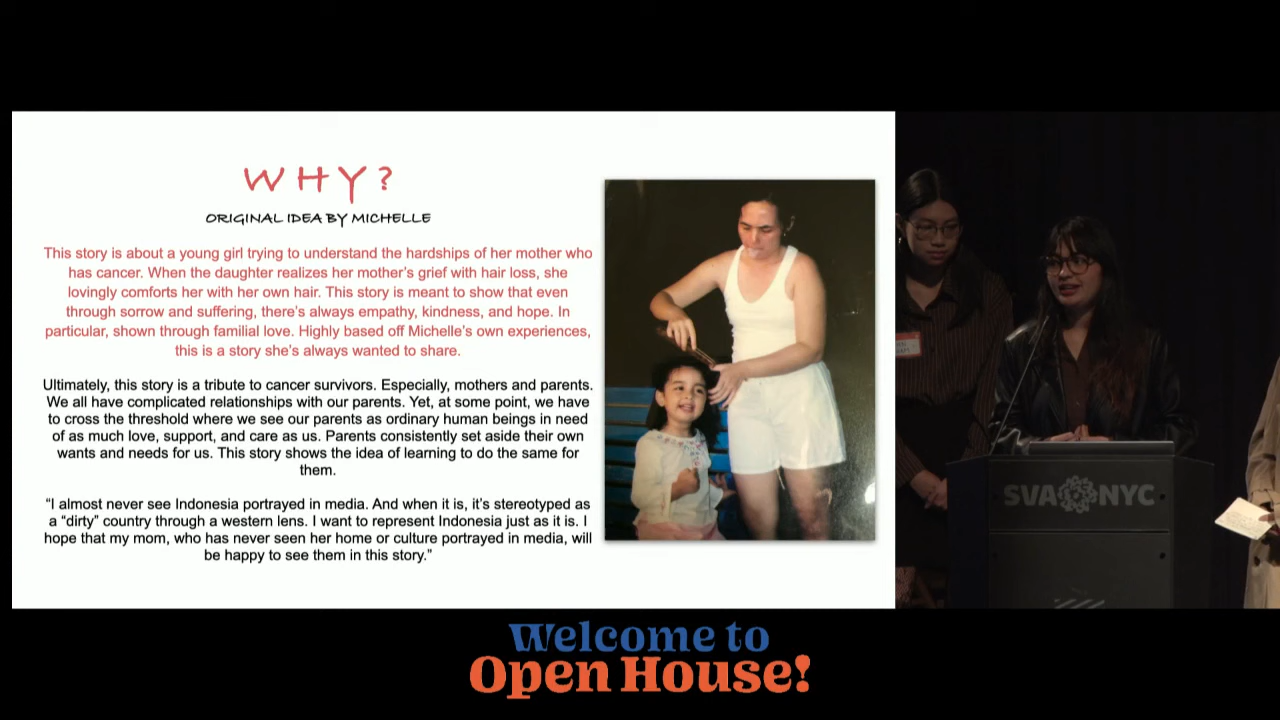 WHY?
ORIGINAL IDEA BY MICHELLE
This story is about a young girl trying to understand the hardships of her mother who
has cancer. When the daughter realizes her mother’s grief with hair loss, she
lovingly comforts her with her own hair. This story is meant to show that even
through sorrow and suffering, there’s always empathy, kindness, and hope. In
particular, shown through familial love. Highly based off Michelle’s own experiences,
this is a story she’s always wanted to share.
Ultimately, this story is a tribute to cancer survivors. Especially, mothers and parents.
We all have complicated relationships with our parents. Yet, at some point, we have
to cross the threshold where we see our parents as ordinary human beings in need
of as much love, support, and care as us. Parents consistently set aside their own
wants and needs for us. This story shows the idea of learning to do the same for
them.
“I almost never see Indonesia portrayed in media. And when it is, it’s stereotyped as
a “dirty” country through a western lens. I want to represent Indonesia just as it is. I
hope that my mom, who has never seen her home or culture portrayed in media, will
be happy to see them in this story.”
SVA NYC
Welcome to
Open House!